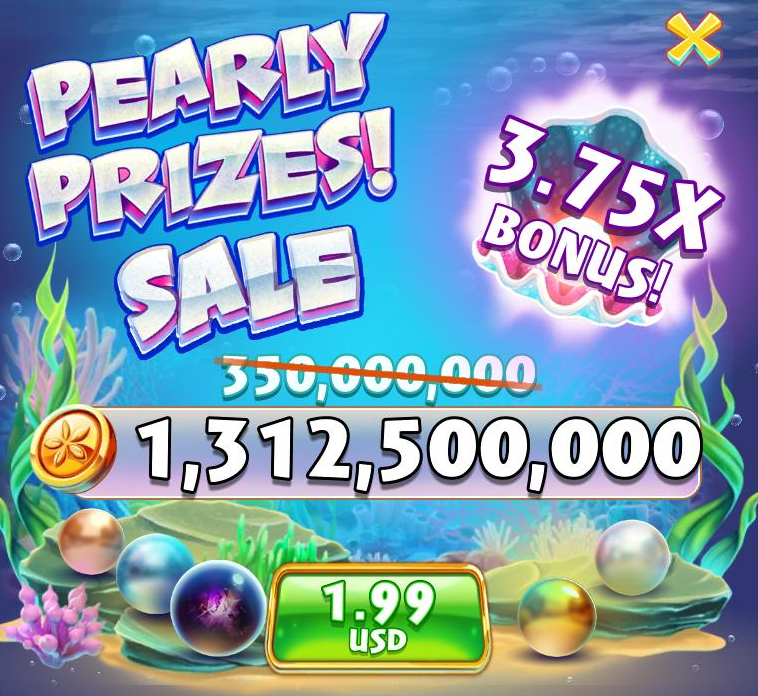 PEARLY
PRIZES!
SALE
3.75X
BONUS!
350,000,000
1,312,500,000
1.99
USD